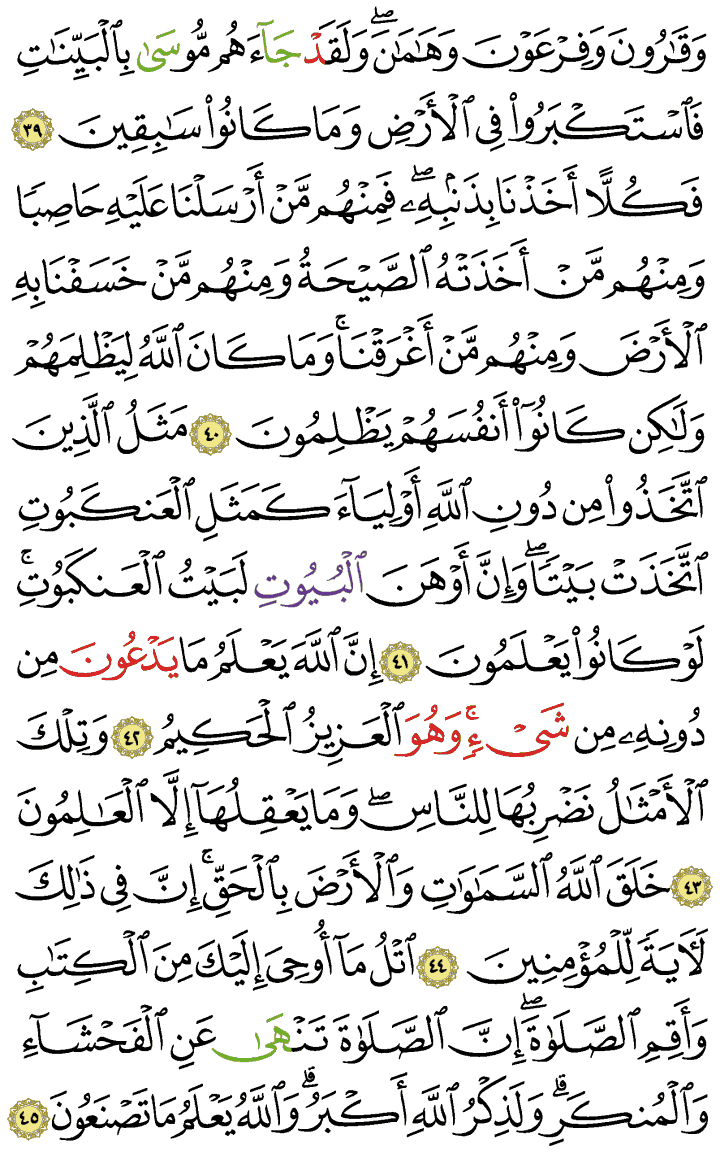 وَقَٰرُونَ وَفِرْعَوْنَ وَهَٰمَٰنَۖ وَلَقَدْ جَآءَهُم مُّوسَىٰ بِٱلْبَيِّنَٰتِ
فَٱسْتَكْبَرُوا۟ فِى ٱلْأَرْضِ وَمَا كَانُوا۟ سَٰبِقِينَ ٣٩
فَكُلًّا أَخَذْنَا بِذَنۢبِهِۦۖ فَمِنْهُم مَّنْ أَرْسَلْنَا عَلَيْهِ حَاصِبًا
وَمِنْهُم مَّنْ أَخَذَتْهُ ٱلصَّيْحَةُ وَمِنْهُم مَّنْ خَسَفْنَا بِهِ
ٱلْأَرْضَ وَمِنْهُم مَّنْ أَغْرَقْنَاۚ وَمَا كَانَ ٱللَّهُ لِيَظْلِمَهُمْ
وَلَٰكِن كَانُوٓا۟ أَنفُسَهُمْ يَظْلِمُونَ ٤٠ مَثَلُ ٱلَّذِينَ
ٱتَّخَذُوا۟ مِن دُونِ ٱللَّهِ أَوْلِيَآءَ كَمَثَلِ ٱلْعَنكَبُوتِ
ٱتَّخَذَتْ بَيْتًاۖ وَإِنَّ أَوْهَنَ ٱلْبُيُوتِ لَبَيْتُ ٱلْعَنكَبُوتِۚ
لَوْ كَانُوا۟ يَعْلَمُونَ ٤١ إِنَّ ٱللَّهَ يَعْلَمُ مَا يَدْعُونَ مِن
دُونِهِۦ مِن شَىْءٍۚ وَهُوَ ٱلْعَزِيزُ ٱلْحَكِيمُ ٤٢ وَتِلْكَ
ٱلْأَمْثَٰلُ نَضْرِبُهَا لِلنَّاسِۖ وَمَا يَعْقِلُهَآ إِلَّا ٱلْعَٰلِمُونَ
٤٣ خَلَقَ ٱللَّهُ ٱلسَّمَٰوَٰتِ وَٱلْأَرْضَ بِٱلْحَقِّۚ إِنَّ فِى ذَٰلِكَ
لَءَايَةً لِّلْمُؤْمِنِينَ ٤٤ ٱتْلُ مَآ أُوحِىَ إِلَيْكَ مِنَ ٱلْكِتَٰبِ
وَأَقِمِ ٱلصَّلَوٰةَۖ إِنَّ ٱلصَّلَوٰةَ تَنْهَىٰ عَنِ ٱلْفَحْشَآءِ
وَٱلْمُنكَرِۗ وَلَذِكْرُ ٱللَّهِ أَكْبَرُۗ وَٱللَّهُ يَعْلَمُ مَا تَصْنَعُونَ ٤٥